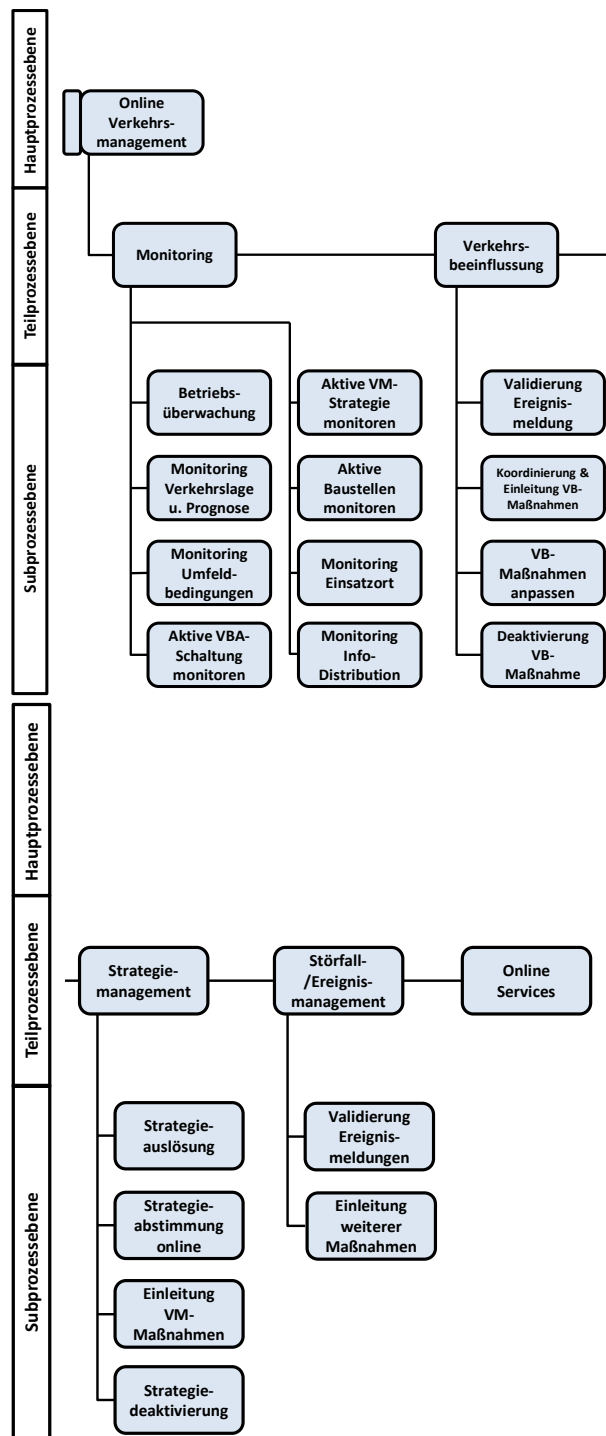 Hauptprozessebene
Online
Verkehrs-
management
Teilprozessebene
Monitoring
Verkehrs-
beeinflussung
Subprozessebene
Betriebs-
überwachung
Monitoring
Verkehrslage
u. Prognose
Monitoring
Umfeld-
bedingungen
Aktive VBA-
Schaltung
monitoren
Aktive VM-
Strategie
monitoren
Aktive
Baustellen
monitoren
Monitoring
Einsatzort
Monitoring
Info-
Distribution
Validierung
Ereignis-
meldung
Koordinierung &
Einleitung VB-
Maßnahmen
VB-
Maßnahmen
anpassen
Deaktivierung
VB-
Maßnahme
Hauptprozessebene
Teilprozessebene
Strategie-
management
Störfall-
/Ereignis-
management
Online
Services
Subprozessebene
Strategie-
auslösung
Strategie-
abstimmung
online
Einleitung
VM-
Maßnahmen
Strategie-
deaktivierung
Validierung
Ereignis-
meldungen
Einleitung
weiterer
Maßnahmen